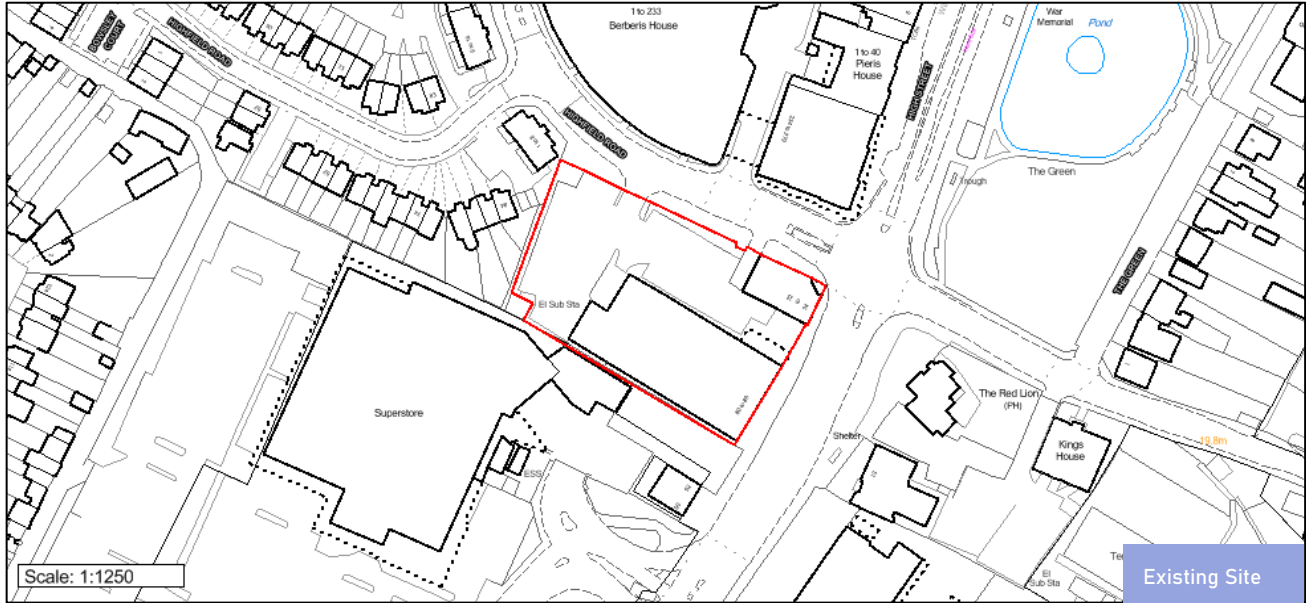 1 to 233
Berberis House
War
Memorial
Pond
BOWSLEY
COURT
HIGHFIELD ROAD
1 to 40
Pieris
House
HIGH STREET
HIGHFIELD ROAD
Trough
The Green
THE GREEN
El Sub Sta
Superstore
The Red Lion
(PH)
Shelter
Kings
House
19.8m
ESS
El
Sub Sta
Scale: 1:1250
Existing Site